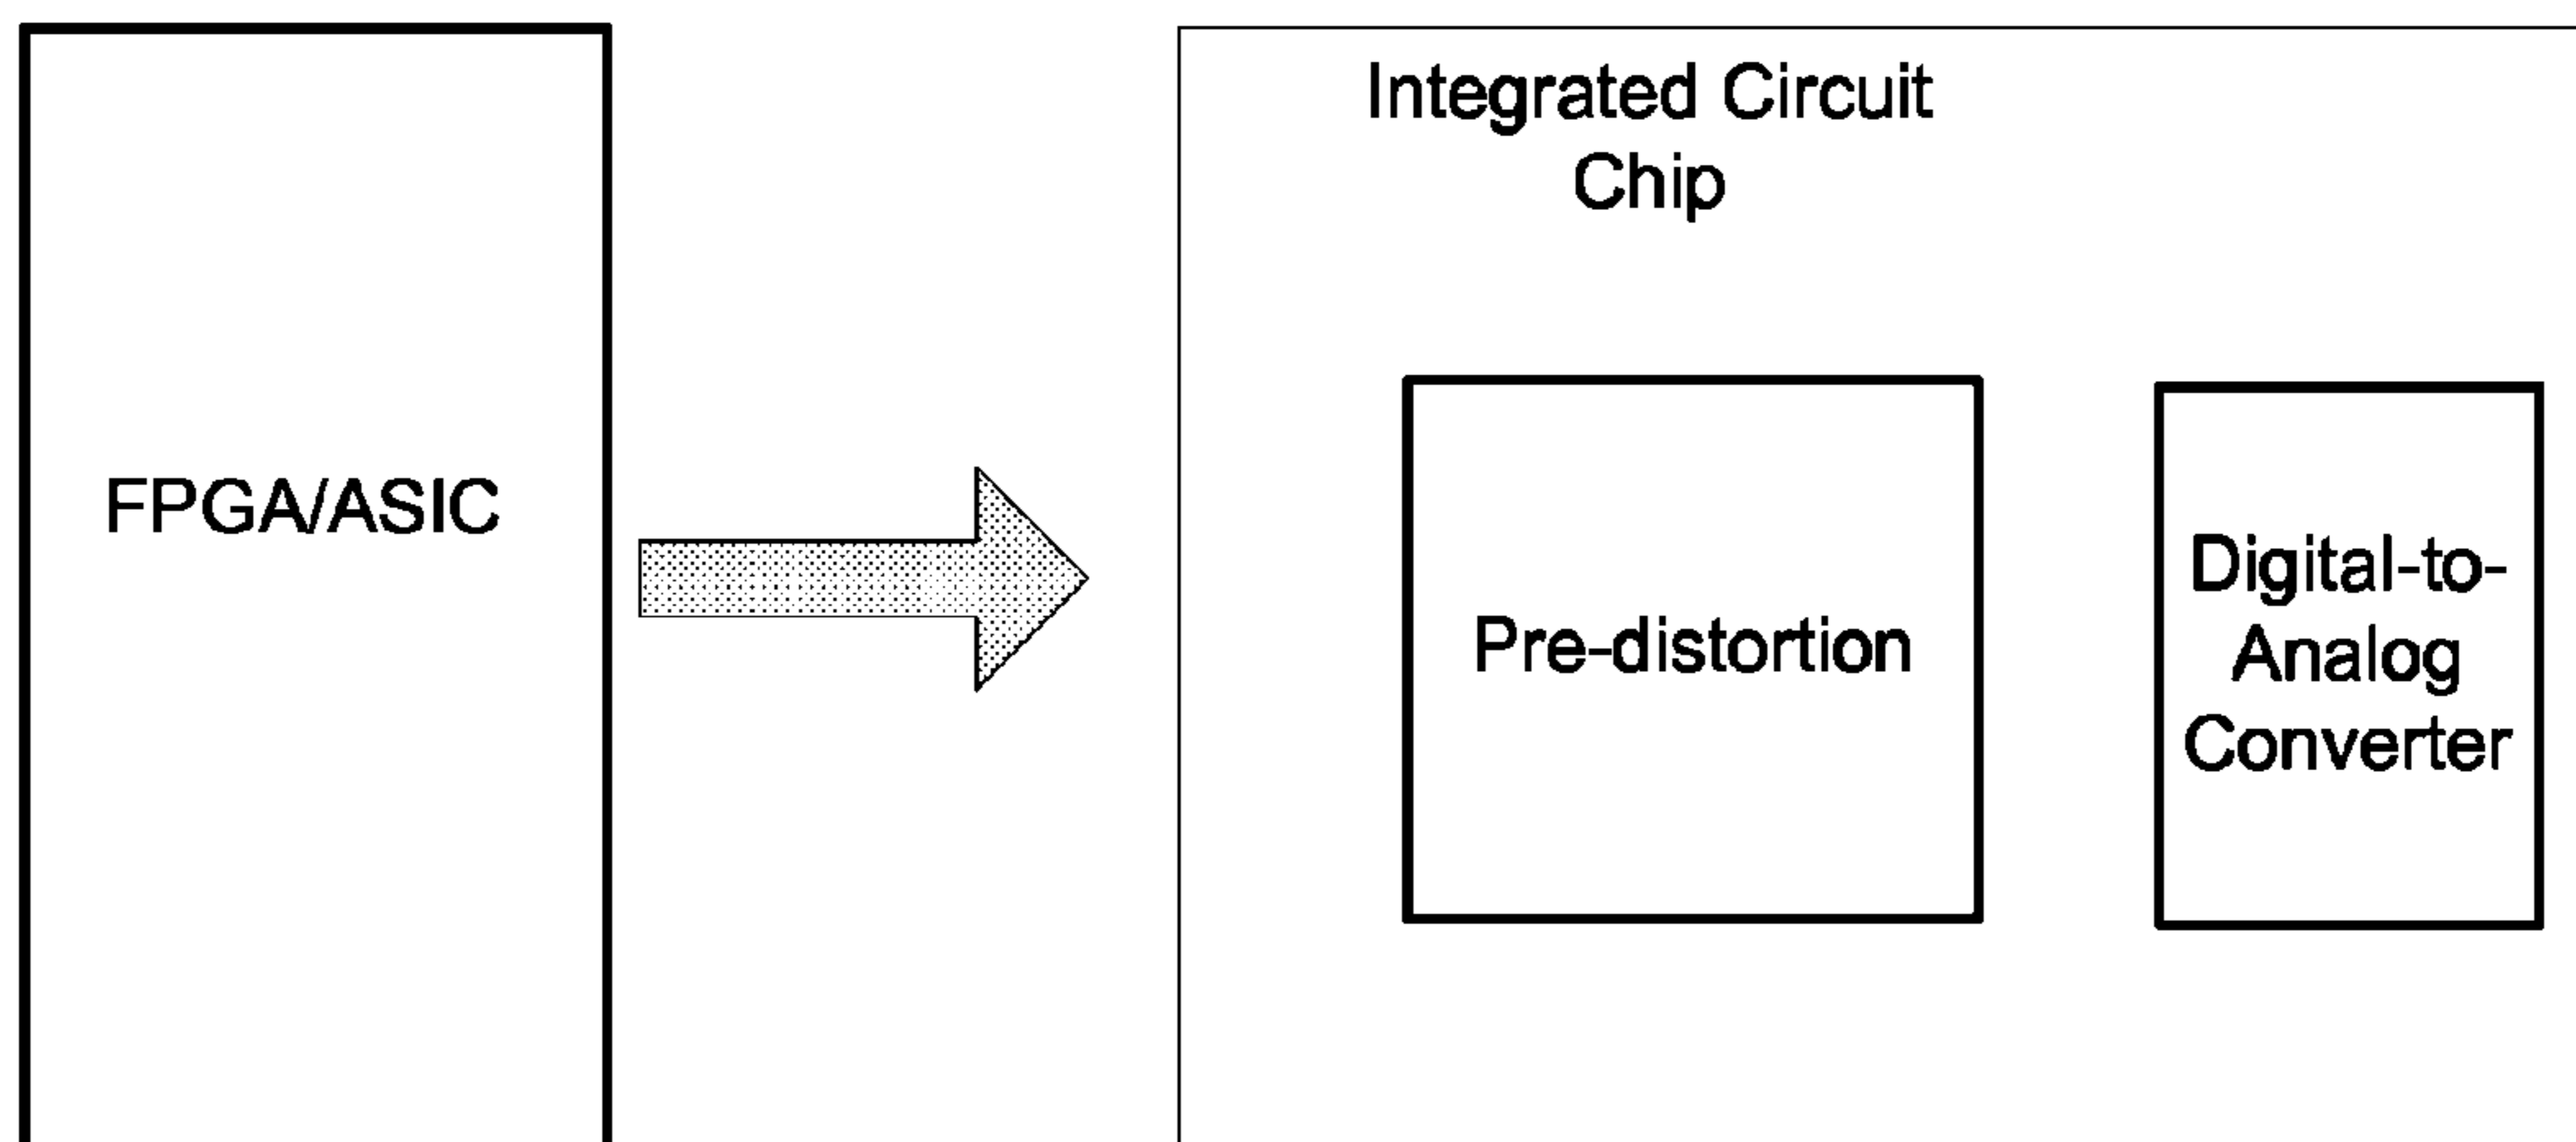 FPGA/ASIC
Integrated Circuit
Chip
Pre-distortion
Digital-to-
Analog
Converter